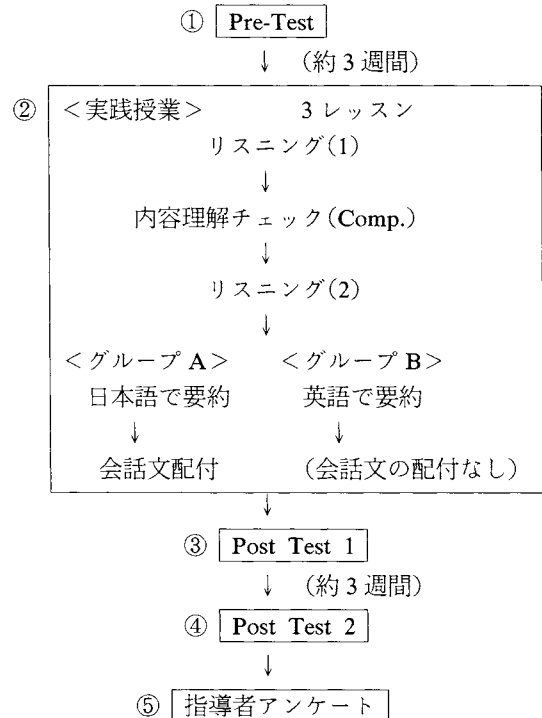 ① Pre-Test
↓ (約3週間)
② <実践授業> 3レッスン
リスニング(1)
↓
内容理解チェック(Comp.)
↓
リスニング(2)
↓
<グループA> <グループB>
日本語で要約 英語で要約
↓ ↓
会話文配付 (会話文の配付なし)
↓
③ Post Test 1
↓ (約3週間)
④ Post Test 2
↓
⑤ 指導者アンケート